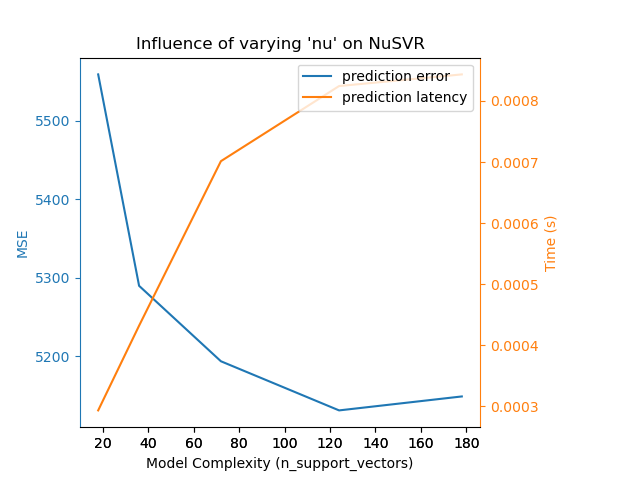 Influence of varying 'nu' on NuSVR
prediction error
prediction latency
5500
5400
5300
5200
MSE
0.0008
0.0007
0.0006
0.0005
0.0004
0.0003
Time (s)
20 40 60 80 100 120 140 160 180
Model Complexity (n_support_vectors)